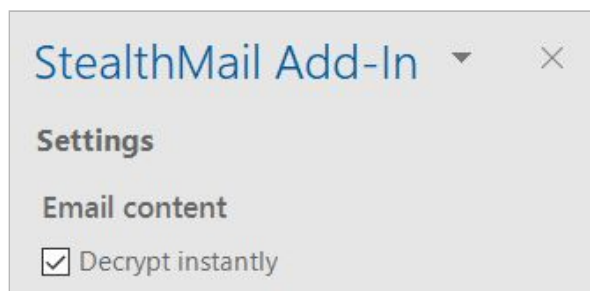 StealthMail Add-In
Settings
Email content
Decrypt instantly